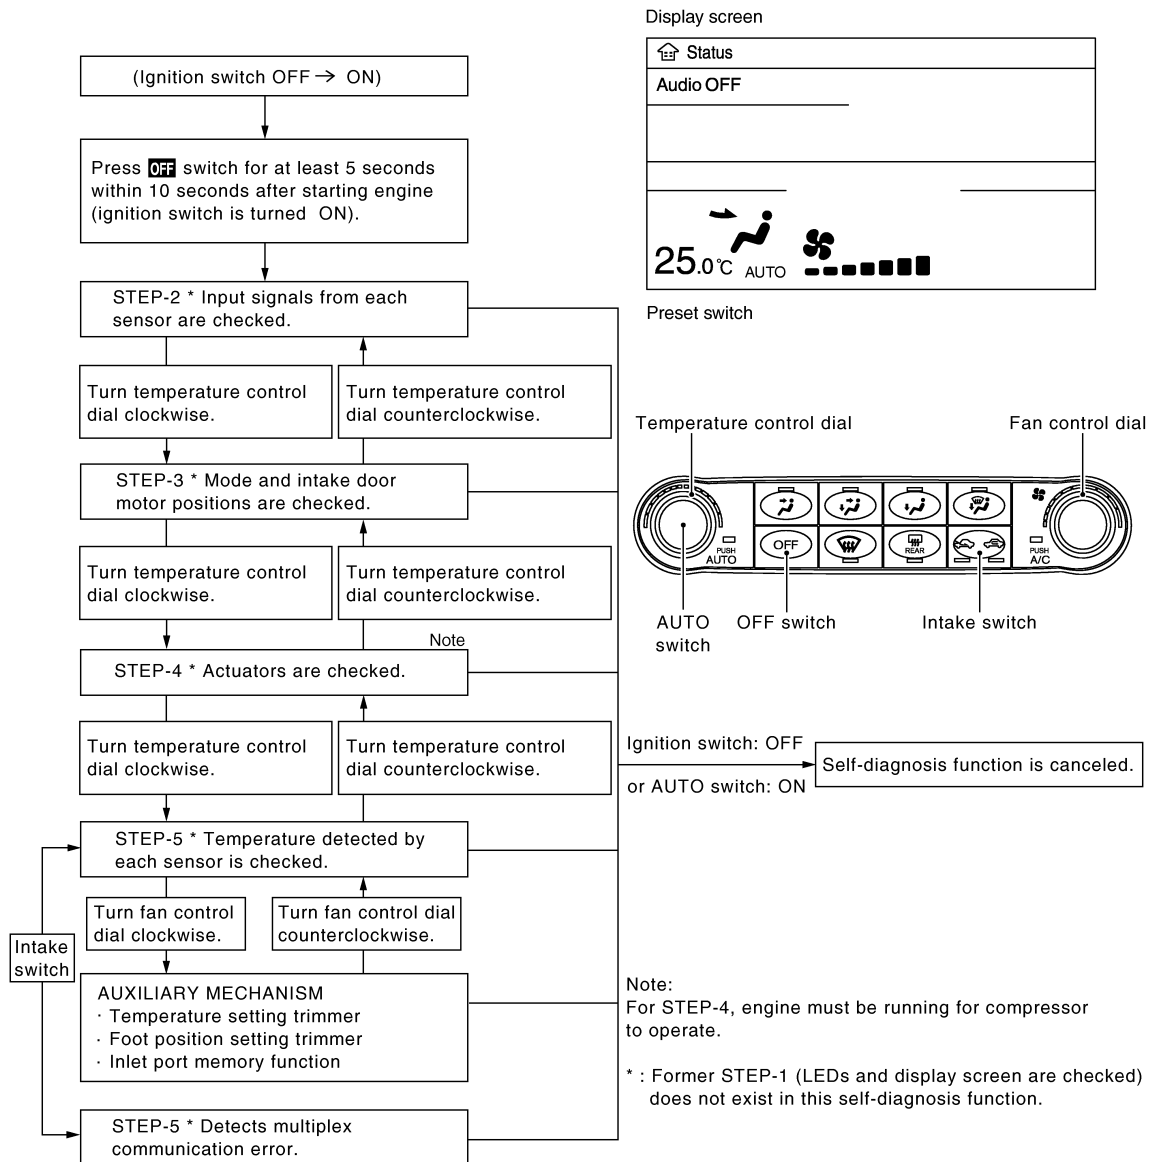 Display screen
Status
Audio OFF
25.0°C AUTO
Preset switch
(Ignition switch OFF → ON)
Press OFF switch for at least 5 seconds
within 10 seconds after starting engine
(ignition switch is turned ON).
STEP-2 * Input signals from each
sensor are checked.
Turn temperature control
dial clockwise.
Turn temperature control
dial counterclockwise.
STEP-3 * Mode and intake door
motor positions are checked.
Turn temperature control
dial clockwise.
Turn temperature control
dial counterclockwise.
Note
STEP-4 * Actuators are checked.
Turn temperature control
dial clockwise.
Turn temperature control
dial counterclockwise.
STEP-5 * Temperature detected by
each sensor is checked.
Turn fan control
dial clockwise.
Turn fan control dial
counterclockwise.
Intake
switch
AUXILIARY MECHANISM
· Temperature setting trimmer
· Foot position setting trimmer
· Inlet port memory function
STEP-5 * Detects multiplex
communication error.
Temperature control dial
Fan control dial
PUSH
AUTO
OFF
REAR
PUSH
A/C
AUTO
switch
OFF switch
Intake switch
Ignition switch: OFF
or AUTO switch: ON
Self-diagnosis function is canceled.
Note:
For STEP-4, engine must be running for compressor
to operate.
* : Former STEP-1 (LEDs and display screen are checked)
does not exist in this self-diagnosis function.